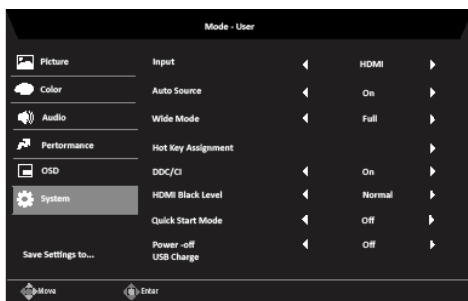 Mode - User
Picture
Color
Audio
Pertormance
OSD
System
Save Settings to...
Input HDMI
Auto Source On
Wide Mode Full
Hot Key Assignment
DDC/CI On
HDMI Black Level Normal
Quick Start Mode Off
Power -off Off
USB Charge
Move Enter